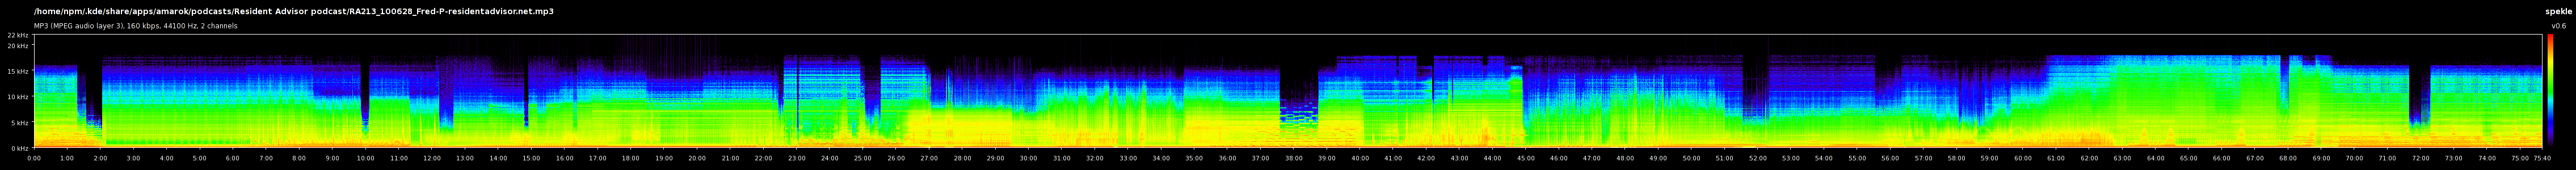 /home/npm/.kde/share/apps/amarok/podcasts/Resident Advisor podcast/RA213_100628_Fred-P-residentadvisor.net.mp3
spekle
MP3 (MPEG audio layer 3), 160 kbps, 44100 Hz, 2 channels
v0.6
22 kHz
20 kHz
15 kHz
10 kHz
5 kHz
0 kHz
0:00 1:00 2:00 3:00 4:00 5:00 6:00 7:00 8:00 9:00 10:00 11:00 12:00 13:00 14:00 15:00 16:00 17:00 18:00 19:00 20:00 21:00 22:00 23:00 24:00 25:00 26:00 27:00 28:00 29:00 30:00 31:00 32:00 33:00 34:00 35:00 36:00 37:00 38:00 39:00 40:00 41:00 42:00 43:00 44:00 45:00 46:00 47:00 48:00 49:00 50:00 51:00 52:00 53:00 54:00 55:00 56:00 57:00 58:00 59:00 60:00 61:00 62:00 63:00 64:00 65:00 66:00 67:00 68:00 69:00 70:00 71:00 72:00 73:00 74:00 75:00 75:40